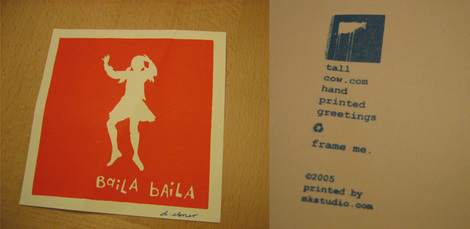 BaiLA baiLA
tall
cow.com
hand
printed
greetings
frame me.
©2005
printed by
mkstudio.com